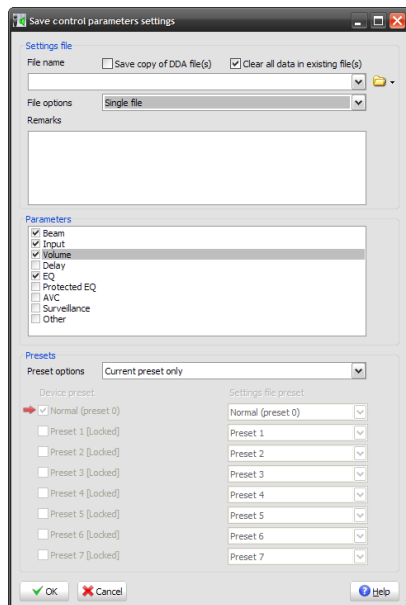 Save control parameters settings
Settings file
File name Save copy of DDA file(s) Clear all data in existing file(s)
File options Single file
Remarks
Parameters
Beam
Input
Volume
Delay
EQ
Protected EQ
AVC
Surveillance
Other
Presets
Preset options Current preset only
Device preset Settings file preset
Normal (preset 0) Normal (preset 0)
Preset 1 [Locked] Preset 1
Preset 2 [Locked] Preset 2
Preset 3 [Locked] Preset 3
Preset 4 [Locked] Preset 4
Preset 5 [Locked] Preset 5
Preset 6 [Locked] Preset 6
Preset 7 [Locked] Preset 7
OK Cancel Help